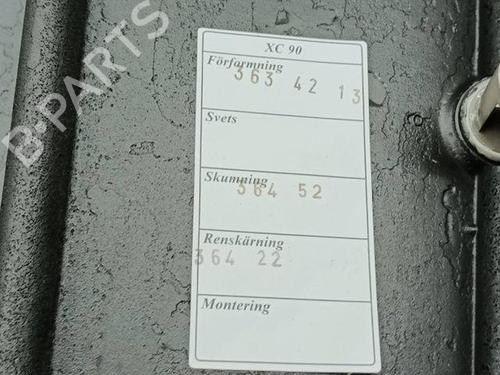 XC 90
Förformning
363 42 13
Svets
Skumning
364 52
Renskärning
364 22
Montering
B-PARTS